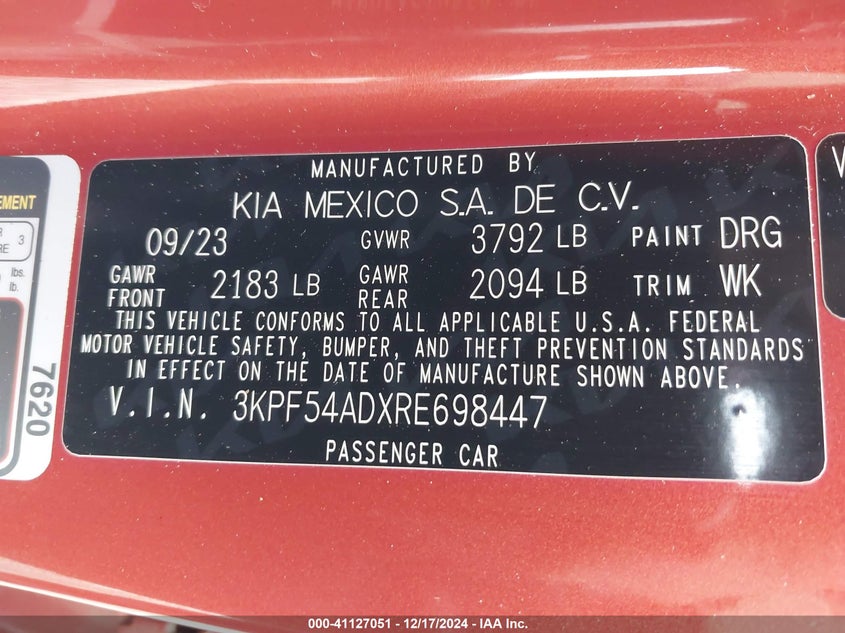 MANUFACTURED BY
KIA MEXICO S.A. DE C.V.
09/23 GVWR 3792 LB PAINT DRG
GAWR FRONT 2183 LB GAWR REAR 2094 LB TRIM WK
THIS VEHICLE CONFORMS TO ALL APPLICABLE U.S.A. FEDERAL
MOTOR VEHICLE SAFETY, BUMPER, AND THEFT PREVENTION STANDARDS
IN EFFECT ON THE DATE OF MANUFACTURE SHOWN ABOVE.
V.I.N. 3KPF54ADXRE698447
PASSENGER CAR
3
lbs.
lb.
7620
000-41127051 - 12/17/2024 - IAA Inc.